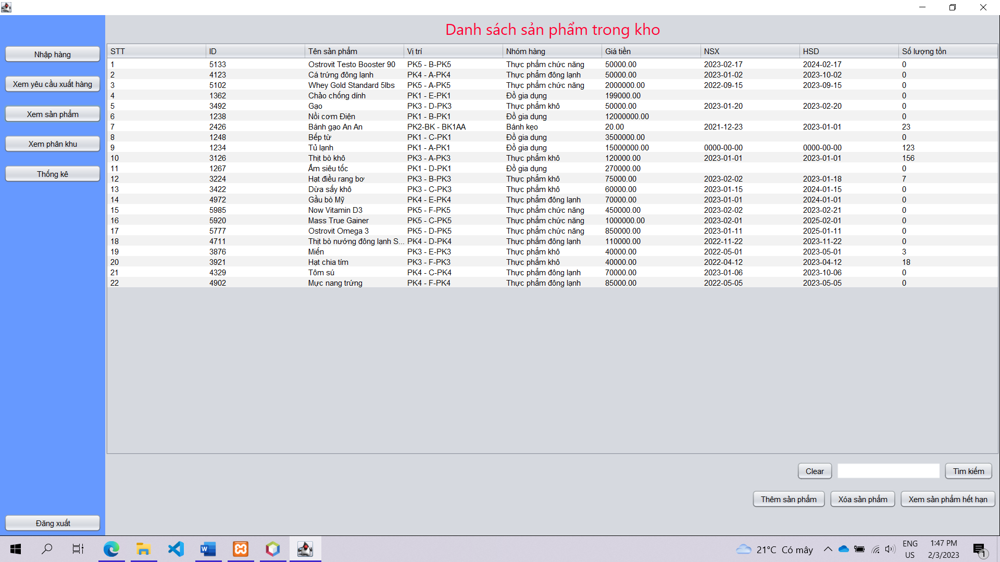 Danh sách sản phẩm trong kho
Nhập hàng
Xem yêu cầu xuất hàng
Xem sản phẩm
Xem phân khu
Thống kê
Đăng xuất
STT ID Tên sản phẩm Vị trí Nhóm hàng Giá tiền NSX HSD Số lượng tồn
1 5133 Ostrovit Testo Booster 90 PK5 - B-PK5 Thực phẩm chức năng 50000.00 2023-02-17 2024-02-17 0
2 4123 Cá trứng đông lạnh PK4 - A-PK4 Thực phẩm đông lạnh 50000.00 2023-01-02 2023-10-02 0
3 5102 Whey Gold Standard 5lbs PK5 - A-PK5 Thực phẩm chức năng 2000000.00 2022-09-15 2023-09-15 0
4 1362 Chảo chống dính PK1 - E-PK1 Đồ gia dụng 199000.00 0
5 3492 Gạo PK3 - D-PK3 Thực phẩm khô 50000.00 2023-01-20 2023-02-20 0
6 1238 Nồi cơm Điện PK1 - B-PK1 Đồ gia dụng 12000000.00 0
7 2426 Bánh gạo An An PK2-BK - BK1AA Bánh kẹo 20.00 2021-12-23 2023-01-01 23
8 1248 Bếp từ PK1 - C-PK1 Đồ gia dụng 3500000.00 0
9 1234 Tủ lạnh PK1 - A-PK1 Đồ gia dụng 15000000.00 0000-00-00 0000-00-00 123
10 3126 Thịt bò khô PK3 - A-PK3 Thực phẩm khô 120000.00 2023-01-01 2023-01-01 156
11 1267 Ấm siêu tốc PK1 - D-PK1 Đồ gia dụng 270000.00 0
12 3224 Hạt điều rang bơ PK3 - B-PK3 Thực phẩm khô 75000.00 2023-02-02 2023-01-18 7
13 3422 Dừa sấy khô PK3 - C-PK3 Thực phẩm khô 60000.00 2023-01-15 2024-01-15 0
14 4972 Gầu bò Mỹ PK4 - E-PK4 Thực phẩm đông lạnh 70000.00 2023-01-01 2024-01-01 0
15 5985 Now Vitamin D3 PK5 - F-PK5 Thực phẩm chức năng 450000.00 2023-02-02 2023-02-21 0
16 5920 Mass True Gainer PK5 - C-PK5 Thực phẩm chức năng 1000000.00 2023-02-01 2025-02-01 0
17 5777 Ostrovit Omega 3 PK5 - D-PK5 Thực phẩm chức năng 850000.00 2023-01-11 2025-01-11 0
18 4711 Thịt bò nướng đông lạnh S... PK4 - D-PK4 Thực phẩm đông lạnh 110000.00 2022-11-22 2023-11-22 0
19 3876 Miến PK3 - E-PK3 Thực phẩm khô 40000.00 2022-05-01 2023-05-01 3
20 3921 Hạt chia tím PK3 - F-PK3 Thực phẩm khô 40000.00 2022-04-12 2023-04-12 18
21 4329 Tôm sú PK4 - C-PK4 Thực phẩm đông lạnh 70000.00 2023-01-06 2023-10-06 0
22 4902 Mực nang trứng PK4 - F-PK4 Thực phẩm đông lạnh 85000.00 2022-05-05 2023-05-05 0
Clear Tìm kiếm
Thêm sản phẩm Xóa sản phẩm Xem sản phẩm hết hạn
21°C Có mây
ENG
US
1:47 PM
2/3/2023
1